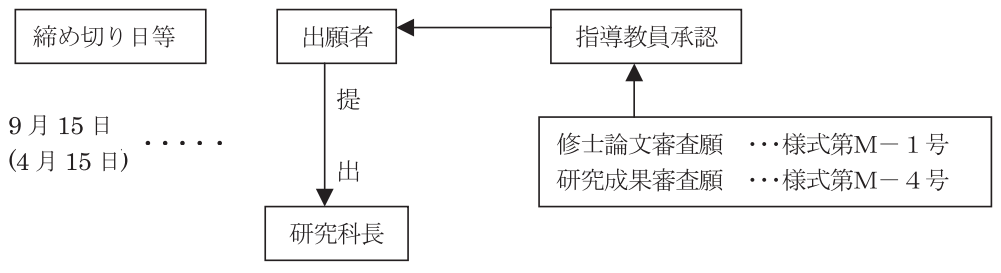 締め切り日等
出願者
指導教員承認
提
出
9月15日
(4月15日)
・・・・・
修士論文審査願　･･･様式第M－1号
研究成果審査願　･･･様式第M－4号
研究科長